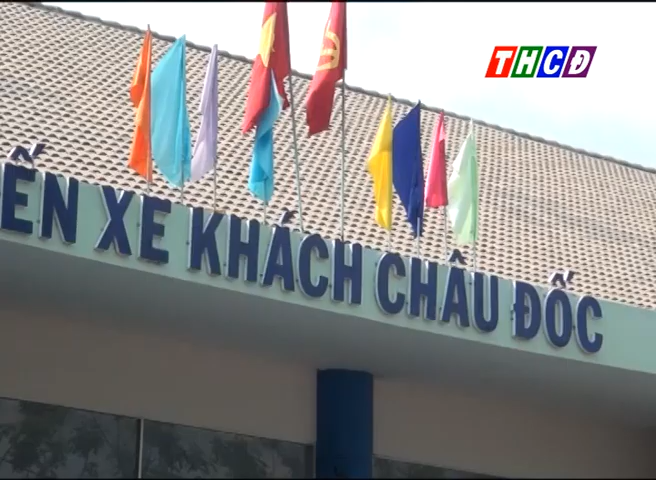 THCĐ
ẾN XE KHÁCH CHÂU ĐỐC